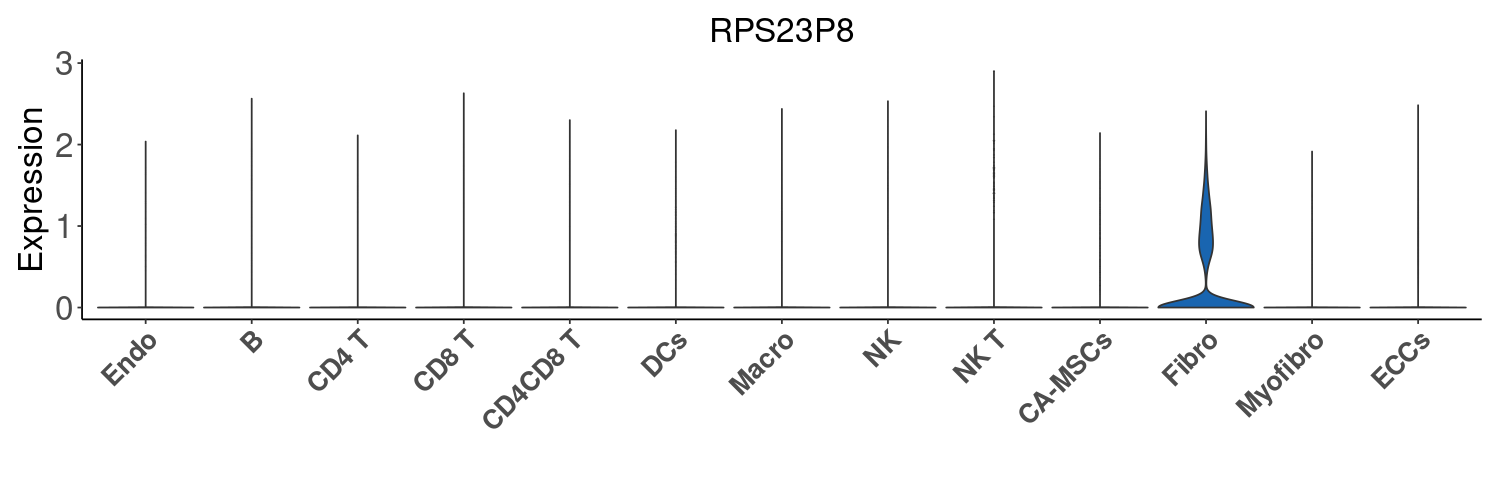 RPS23P8
Expression
3
2
1
0
Endo
B
CD4 T
CD8 T
CD4CD8 T
DCs
Macro
NK
NK T
CA-MSCs
Fibro
Myofibro
ECCs